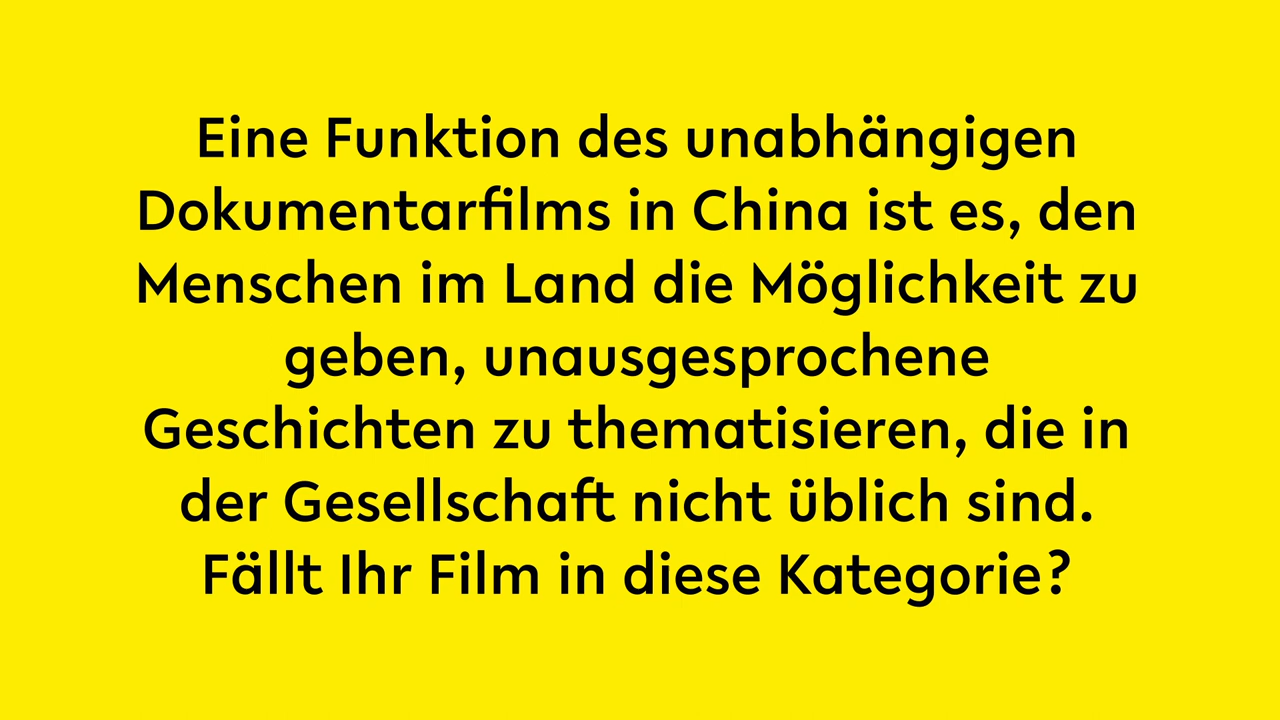 Eine Funktion des unabhängigen
Dokumentarfilms in China ist es, den
Menschen im Land die Möglichkeit zu
geben, unausgesprochene
Geschichten zu thematisieren, die in
der Gesellschaft nicht üblich sind.
Fällt Ihr Film in diese Kategorie?